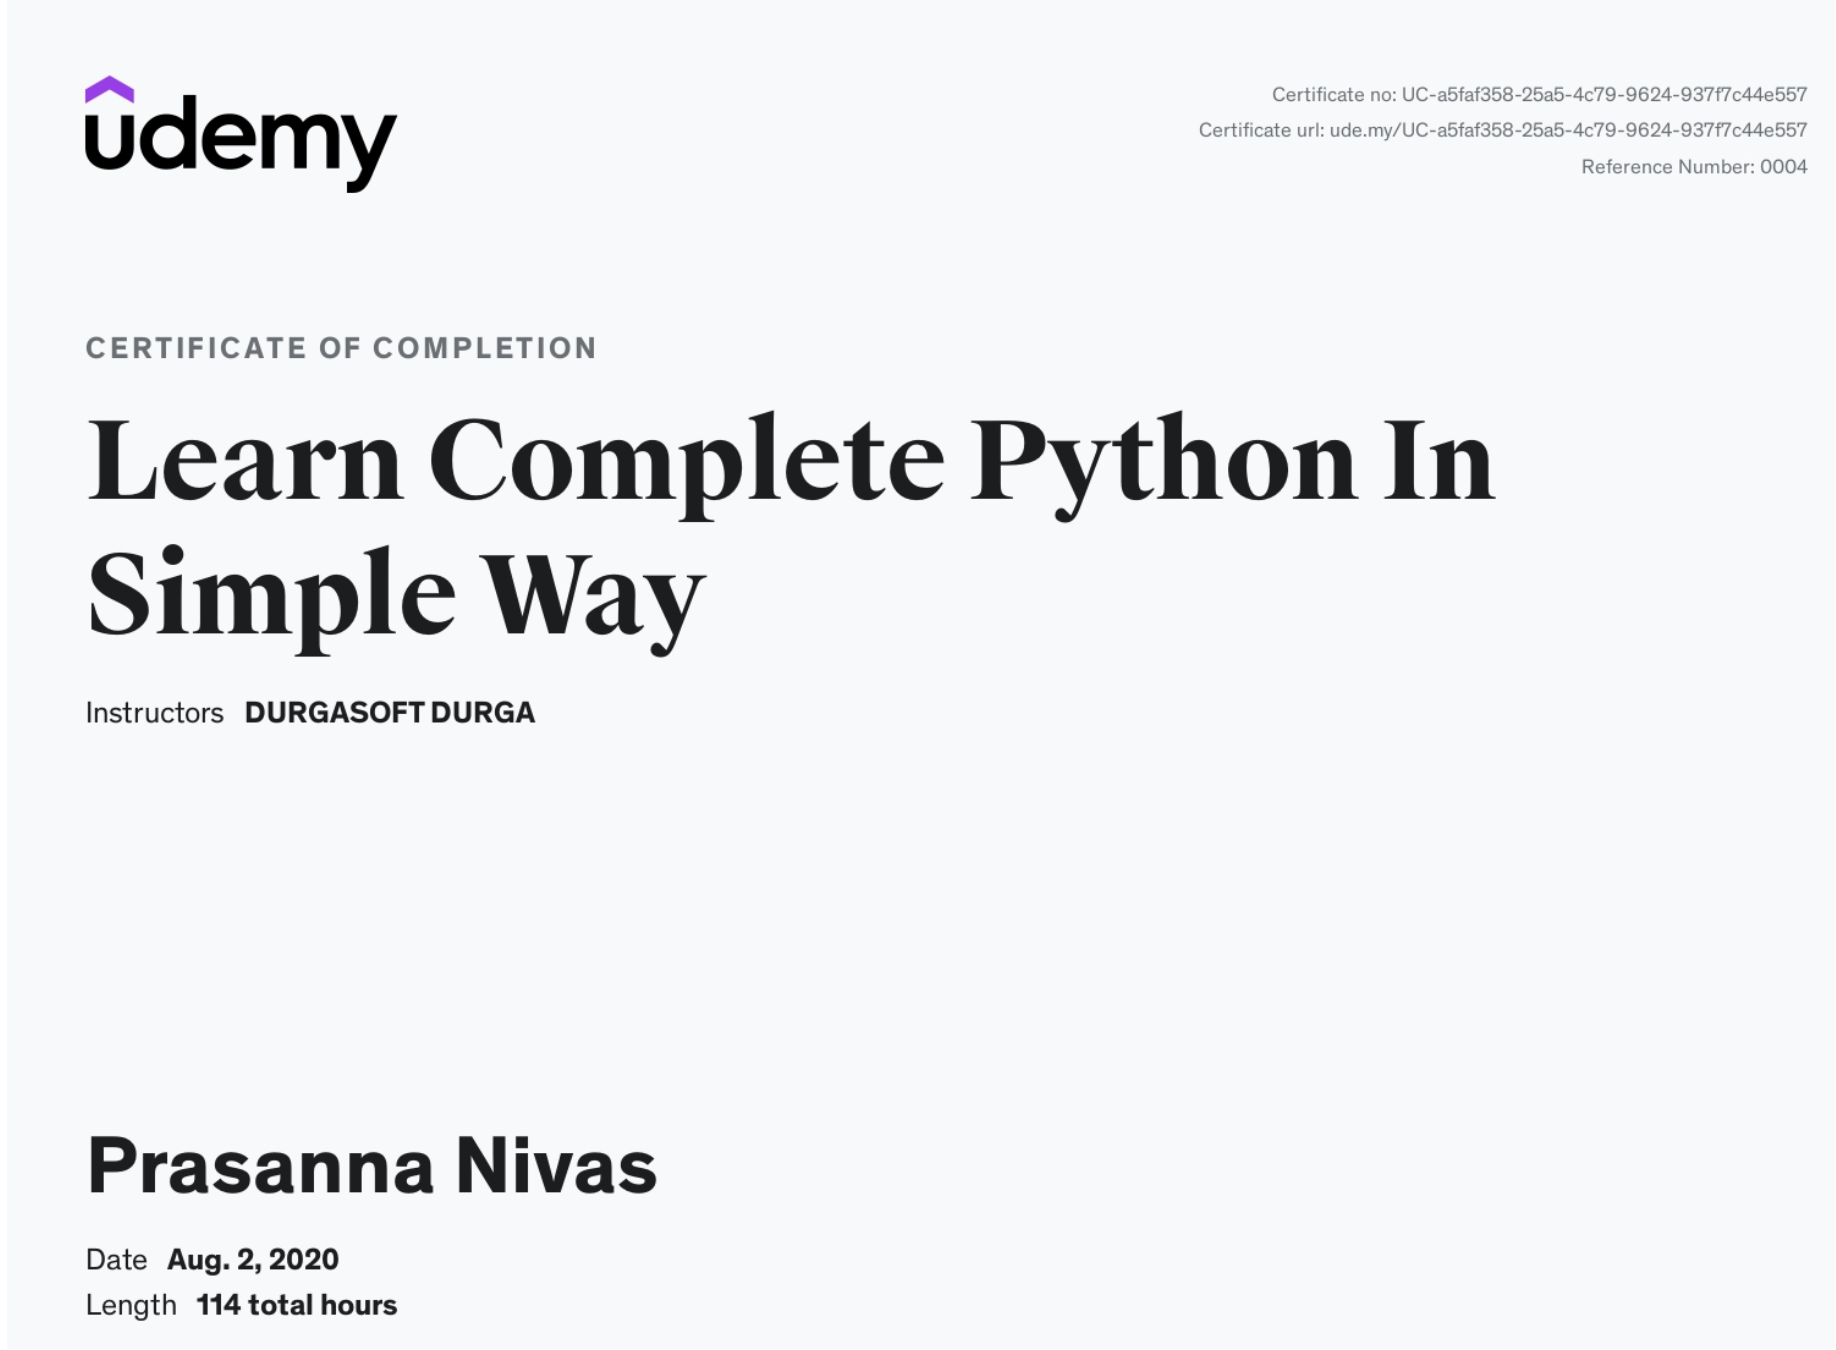 udemy
Certificate no: UC-a5faf358-25a5-4c79-9624-937f7c44e557
Certificate url: ude.my/UC-a5faf358-25a5-4c79-9624-937f7c44e557
Reference Number: 0004
CERTIFICATE OF COMPLETION
Learn Complete Python In
Simple Way
Instructors DURGASOFT DURGA
Prasanna Nivas
Date Aug. 2, 2020
Length 114 total hours